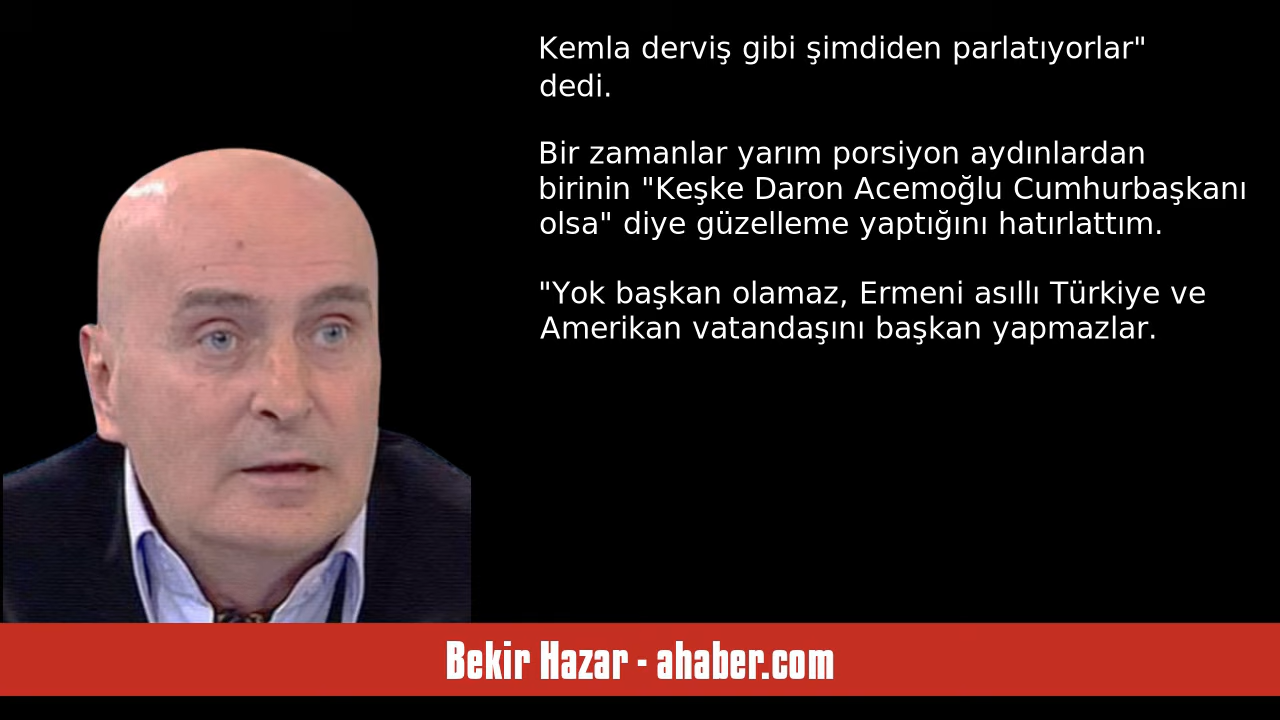 Kemla derviş gibi şimdiden parlatıyorlar"
dedi.
Bir zamanlar yarım porsiyon aydınlardan
birinin "Keşke Daron Acemoğlu Cumhurbaşkanı
olsa" diye güzelleme yaptığını hatırlattım.
"Yok başkan olamaz, Ermeni asıllı Türkiye ve
Amerikan vatandaşını başkan yapmazlar.
Bekir Hazar - ahaber.com